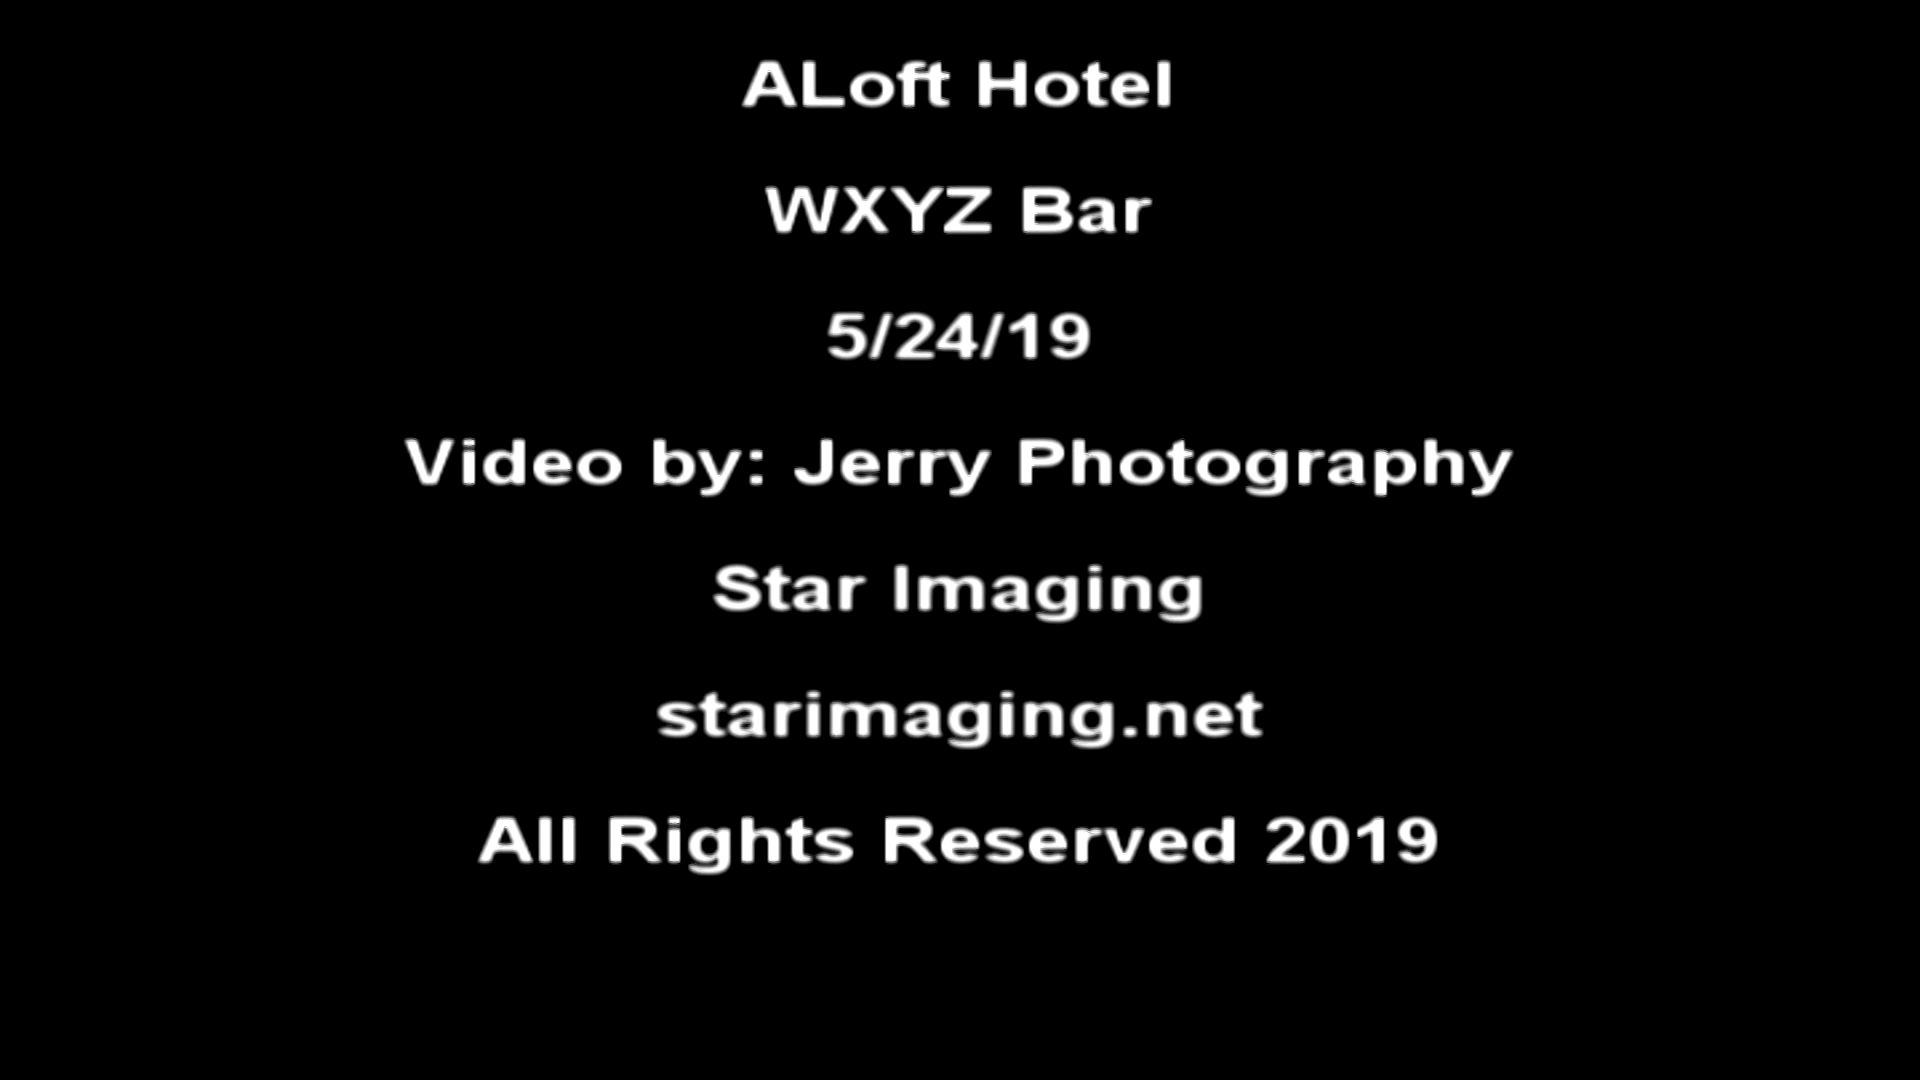 ALoft Hotel
WXYZ Bar
5/24/19
Video by: Jerry Photography
Star Imaging
starimaging.net
All Rights Reserved 2019